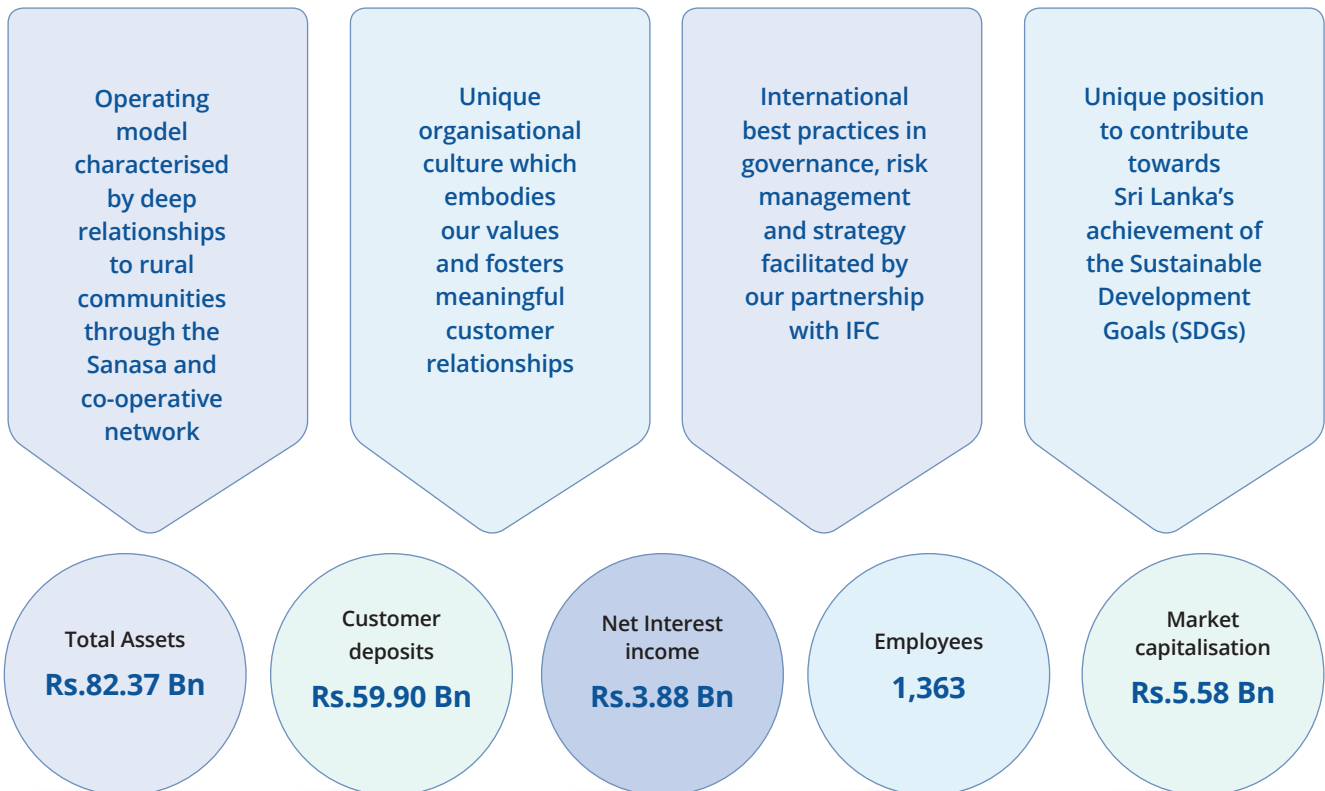 Operating
model
characterised
by deep
relationships
to rural
communities
through the
Sanasa and
co-operative
network
Unique
organisational
culture which
embodies
our values
and fosters
meaningful
customer
relationships
International
best practices in
governance, risk
management
and strategy
facilitated by
our partnership
with IFC
Unique position
to contribute
towards
Sri Lanka’s
achievement of
the Sustainable
Development
Goals (SDGs)
Total Assets
Rs.82.37 Bn
Customer
deposits
Rs.59.90 Bn
Net Interest
income
Rs.3.88 Bn
Employees
1,363
Market
capitalisation
Rs.5.58 Bn